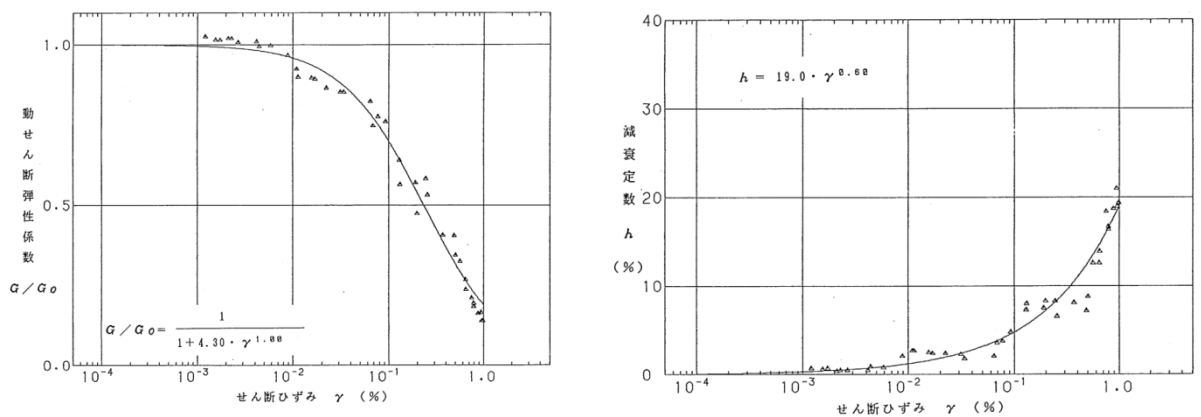 1.0
0.5
0.0
動せん断弾性係数
G/G₀
G/G₀= 1 / 1+4.30・γ^1.00
10⁻⁴ 10⁻³ 10⁻² 10⁻¹ 1.0
せん断ひずみ γ (%)
40
30
20
10
0
減衰定数 h
(%)
h = 19.0・γ^0.60
10⁻⁴ 10⁻³ 10⁻² 10⁻¹ 1.0
せん断ひずみ γ (%)